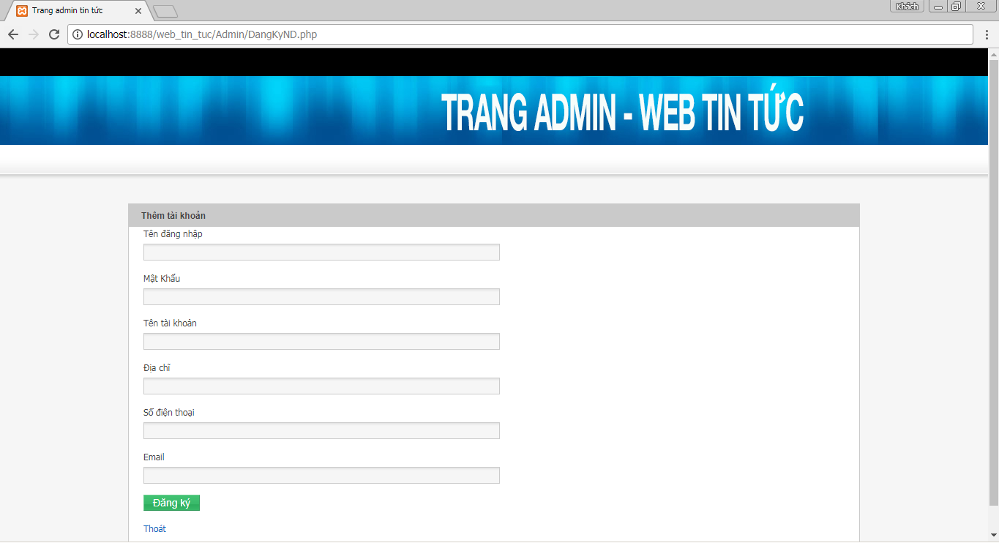 Trang admin tin tức
Khách
localhost:8888/web_tin_tuc/Admin/DangKyND.php
TRANG ADMIN - WEB TIN TỨC
Thêm tài khoản
Tên đăng nhập
Mật Khẩu
Tên tài khoản
Địa chĩ
Số điện thoại
Email
Đăng ký
Thoát